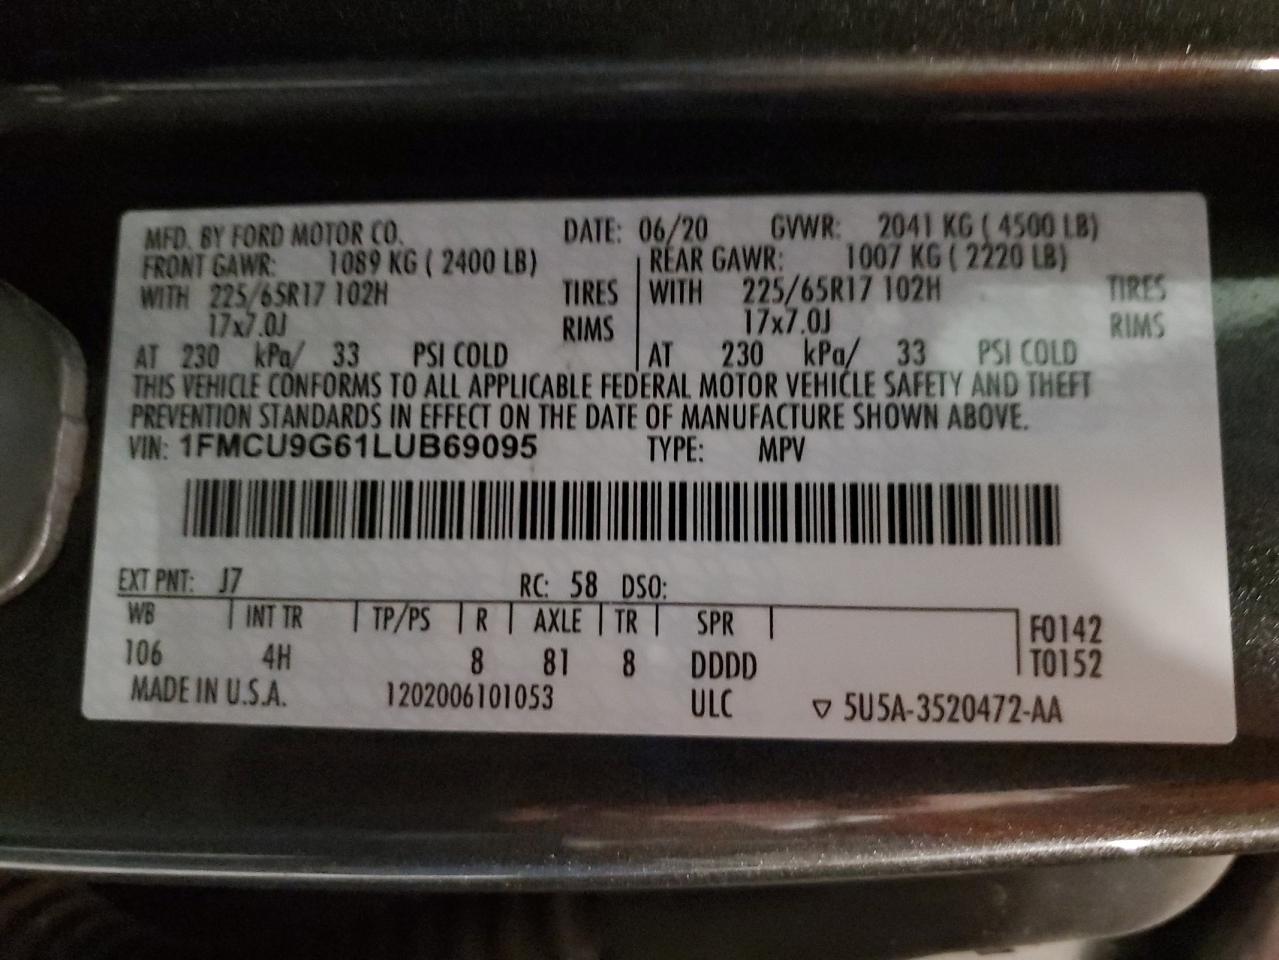 MFD. BY FORD MOTOR CO. DATE: 06/20 GVWR: 2041 KG ( 4500 LB)
FRONT GAWR: 1089 KG ( 2400 LB) REAR GAWR: 1007 KG ( 2220 LB)
WITH 225/65R17 102H TIRES WITH 225/65R17 102H TIRES
17x7.0J RIMS 17x7.0J RIMS
AT 230 kPa/ 33 PSI COLD AT 230 kPa/ 33 PSI COLD
THIS VEHICLE CONFORMS TO ALL APPLICABLE FEDERAL MOTOR VEHICLE SAFETY AND THEFT
PREVENTION STANDARDS IN EFFECT ON THE DATE OF MANUFACTURE SHOWN ABOVE.
VIN: 1FMCU9G61LUB69095 TYPE: MPV
EXT PNT: J7 RC: 58 DSO:
WB INT TR TP/PS R AXLE TR SPR F0142
106 4H 8 81 8 DDDD T0152
MADE IN U.S.A. 1202006101053 ULC ▽ 5U5A-3520472-AA